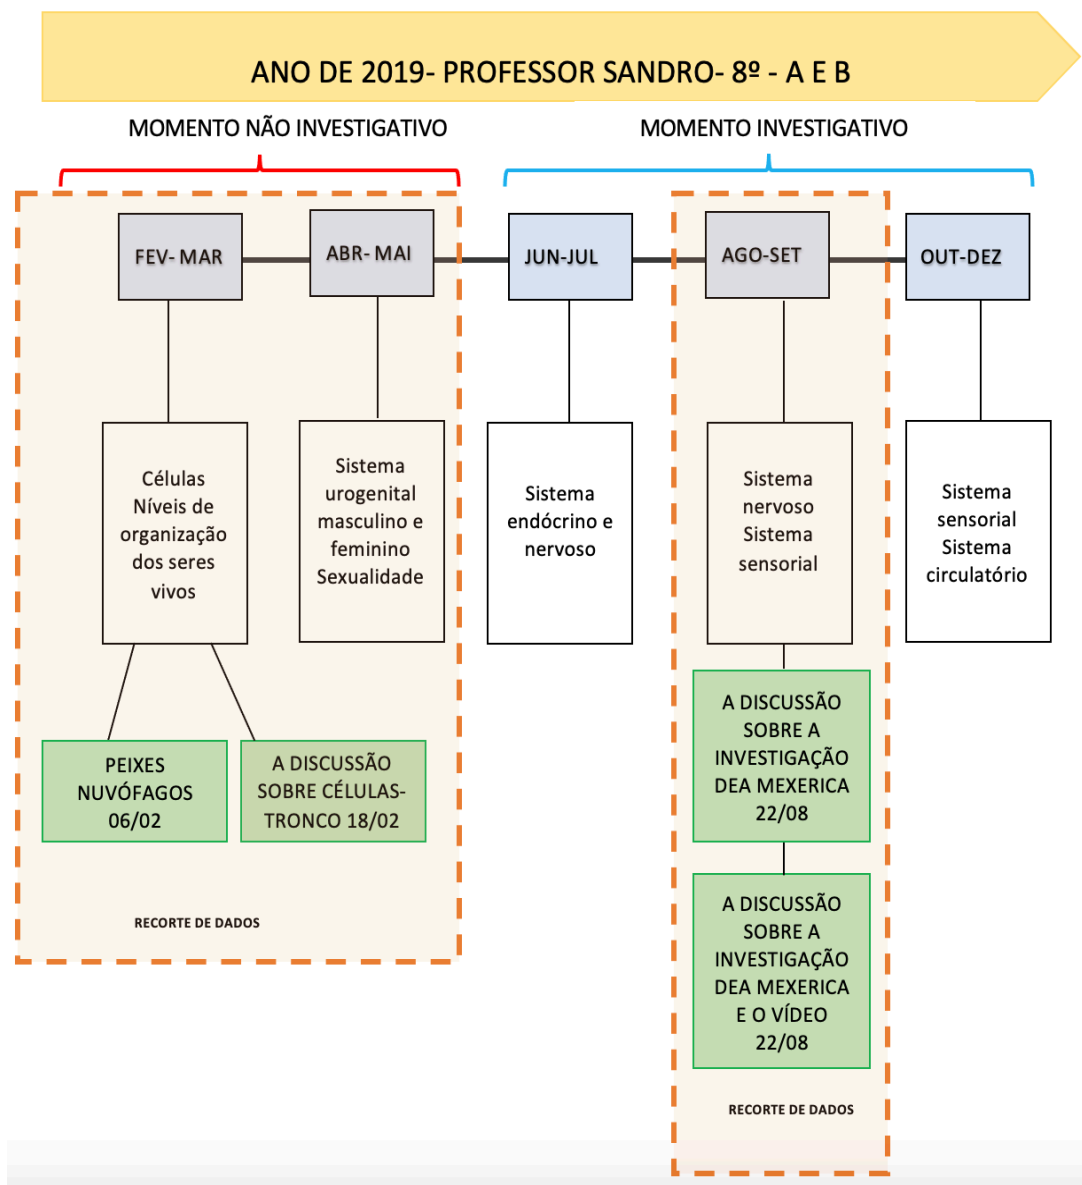 ANO DE 2019- PROFESSOR SANDRO- 8º - A E B
MOMENTO NÃO INVESTIGATIVO
MOMENTO INVESTIGATIVO
FEV- MAR
ABR- MAI
JUN-JUL
AGO-SET
OUT-DEZ
Células
Níveis de
organização
dos seres
vivos
Sistema
urogenital
masculino e
feminino
Sexualidade
Sistema
endócrino e
nervoso
Sistema
nervoso
Sistema
sensorial
Sistema
sensorial
Sistema
circulatório
PEIXES
NUVÓFAGOS
06/02
A DISCUSSÃO
SOBRE CÉLULAS-
TRONCO 18/02
A DISCUSSÃO
SOBRE A
INVESTIGAÇÃO
DEA MEXERICA
22/08
A DISCUSSÃO
SOBRE A
INVESTIGAÇÃO
DEA MEXERICA
E O VÍDEO
22/08
RECORTE DE DADOS
RECORTE DE DADOS